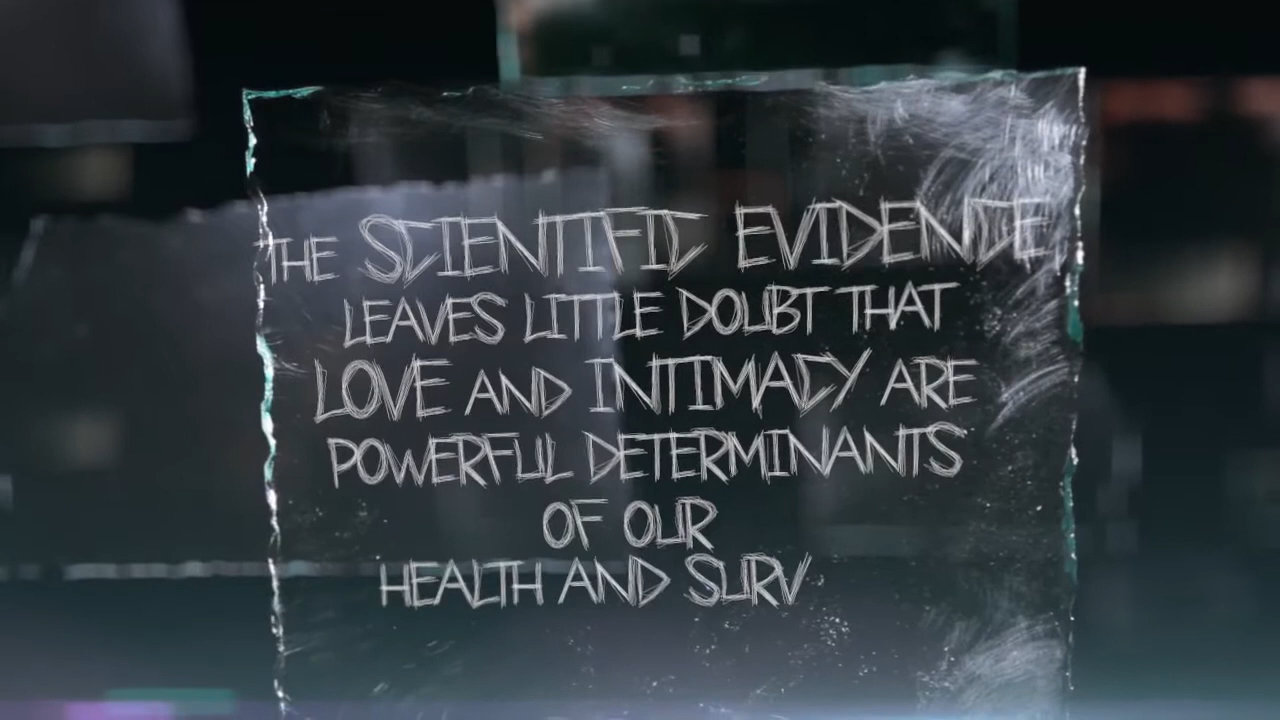 THE SCIENTIFIC EVIDENCE
LEAVES LITTLE DOUBT THAT
LOVE AND INTIMACY ARE
POWERFUL DETERMINANTS
OF OUR
HEALTH AND SURV